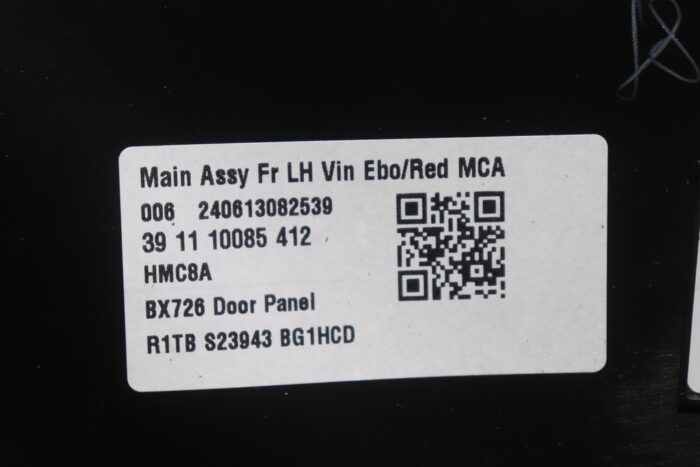 Main Assy Fr LH Vin Ebo/Red MCA
006 240613082539
39 11 10085 412
HMC8A
BX726 Door Panel
R1TB S23943 BG1HCD